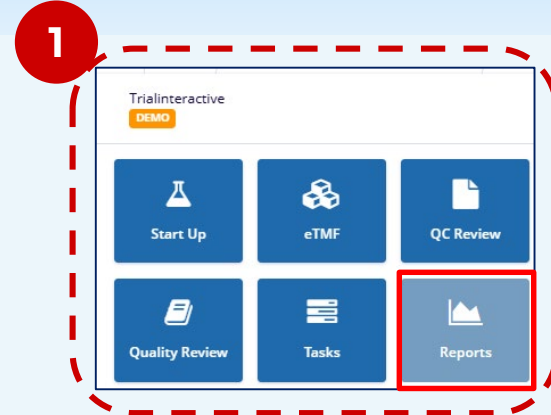 1
Trialinteractive
DEMO
Start Up
eTMF
QC Review
Quality Review
Tasks
Reports